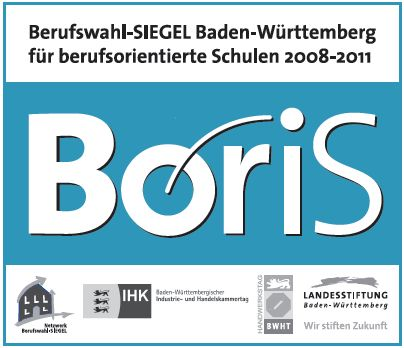 Berufswahl-SIEGEL Baden-Württemberg
für berufsorientierte Schulen 2008-2011
BoriS
Netzwerk
Berufswahl-SIEGEL
IHK
Baden-Württembergischer
Industrie- und Handelskammertag
HANDWERKSTAG
BWHT
LANDESSTIFTUNG
Baden-Württemberg
Wir stiften Zukunft